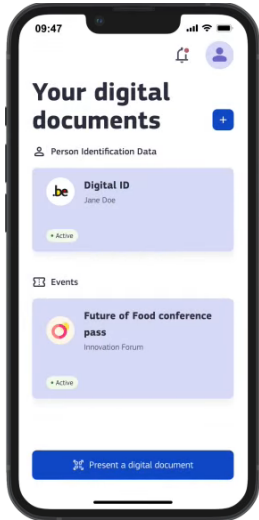 09:47
Your digital
documents
+
Person Identification Data
.be
Digital ID
Jane Doe
• Active
Events
Future of Food conference
pass
Innovation Forum
• Active
Present a digital document